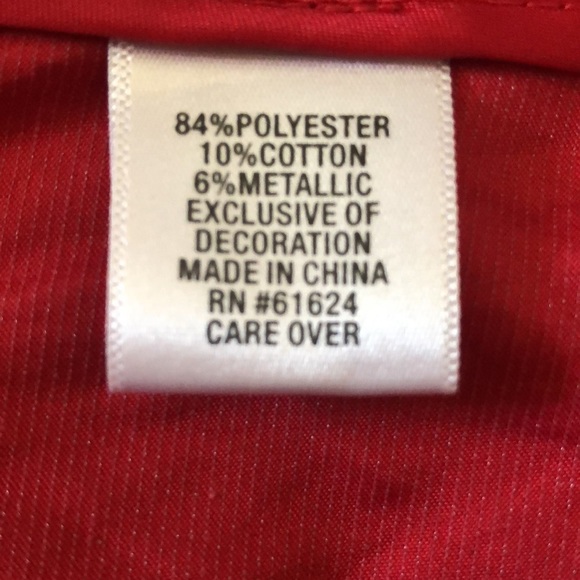 84%POLYESTER
10%COTTON
6%METALLIC
EXCLUSIVE OF
DECORATION
MADE IN CHINA
RN #61624
CARE OVER